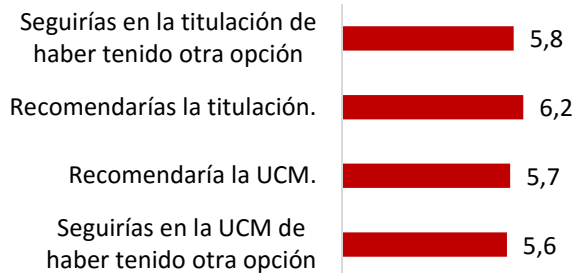 Seguirías en la titulación de
haber tenido otra opción
5,8
Recomendarías la titulación.
6,2
Recomendaría la UCM.
5,7
Seguirías en la UCM de
haber tenido otra opción
5,6